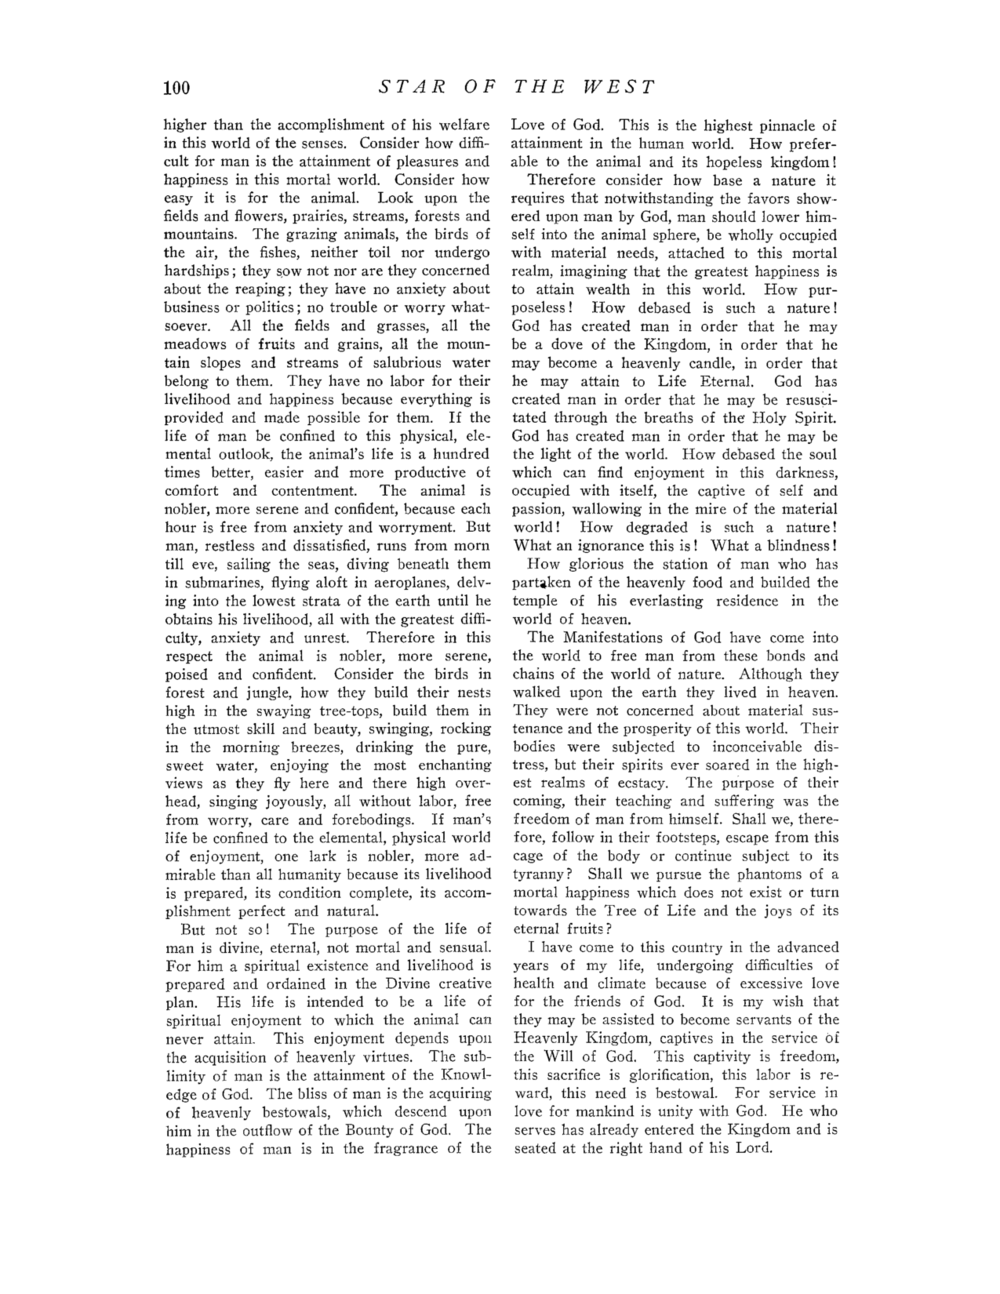 100 STAR OF THE WEST
higher than the accomplishment of his welfare
in this world of the senses. Consider how diffi-
cult for man is the attainment of pleasures and
happiness in this mortal world. Consider how
easy it is for the animal. Look upon the
fields and flowers, prairies, streams, forests and
mountains. The grazing animals, the birds of
the air, the fishes, neither toil nor undergo
hardships; they sow not nor are they concerned
about the reaping; they have no anxiety about
business or politics; no trouble or worry what-
soever. All the fields and grasses, all the
meadows of fruits and grains, all the moun-
tain slopes and streams of salubrious water
belong to them. They have no labor for their
livelihood and happiness because everything is
provided and made possible for them. If the
life of man be confined to this physical, ele-
mental outlook, the animal's life is a hundred
times better, easier and more productive of
comfort and contentment. The animal is
nobler, more serene and confident, because each
hour is free from anxiety and worryment. But
man, restless and dissatisfied, runs from morn
till eve, sailing the seas, diving beneath them
in submarines, flying aloft in aeroplanes, delv-
ing into the lowest strata of the earth until he
obtains his livelihood, all with the greatest diffi-
culty, anxiety and unrest. Therefore in this
respect the animal is nobler, more serene,
poised and confident. Consider the birds in
forest and jungle, how they build their nests
high in the swaying tree-tops, build them in
the utmost skill and beauty, swinging, rocking
in the morning breezes, drinking the pure,
sweet water, enjoying the most enchanting
views as they fly here and there high over-
head, singing joyously, all without labor, free
from worry, care and forebodings. If man's
life be confined to the elemental, physical world
of enjoyment, one lark is nobler, more ad-
mirable than all humanity because its livelihood
is prepared, its condition complete, its accom-
plishment perfect and natural.
But not so! The purpose of the life of
man is divine, eternal, not mortal and sensual.
For him a spiritual existence and livelihood is
prepared and ordained in the Divine creative
plan. His life is intended to be a life of
spiritual enjoyment to which the animal can
never attain. This enjoyment depends upon
the acquisition of heavenly virtues. The sub-
limity of man is the attainment of the Knowl-
edge of God. The bliss of man is the acquiring
of heavenly bestowals, which descend upon
him in the outflow of the Bounty of God. The
happiness of man is in the fragrance of the
Love of God. This is the highest pinnacle of
attainment in the human world. How prefer-
able to the animal and its hopeless kingdom!
Therefore consider how base a nature it
requires that notwithstanding the favors show-
ered upon man by God, man should lower him-
self into the animal sphere, be wholly occupied
with material needs, attached to this mortal
realm, imagining that the greatest happiness is
to attain wealth in this world. How pur-
poseless! How debased is such a nature!
God has created man in order that he may
be a dove of the Kingdom, in order that he
may become a heavenly candle, in order that
he may attain to Life Eternal. God has
created man in order that he may be resusci-
tated through the breaths of the Holy Spirit.
God has created man in order that he may be
the light of the world. How debased the soul
which can find enjoyment in this darkness,
occupied with itself, the captive of self and
passion, wallowing in the mire of the material
world! How degraded is such a nature!
What an ignorance this is! What a blindness!
How glorious the station of man who has
partaken of the heavenly food and builded the
temple of his everlasting residence in the
world of heaven.
The Manifestations of God have come into
the world to free man from these bonds and
chains of the world of nature. Although they
walked upon the earth they lived in heaven.
They were not concerned about material sus-
tenance and the prosperity of this world. Their
bodies were subjected to inconceivable dis-
tress, but their spirits ever soared in the high-
est realms of ecstacy. The purpose of their
coming, their teaching and suffering was the
freedom of man from himself. Shall we, there-
fore, follow in their footsteps, escape from this
cage of the body or continue subject to its
tyranny? Shall we pursue the phantoms of a
mortal happiness which does not exist or turn
towards the Tree of Life and the joys of its
eternal fruits?
I have come to this country in the advanced
years of my life, undergoing difficulties of
health and climate because of excessive love
for the friends of God. It is my wish that
they may be assisted to become servants of the
Heavenly Kingdom, captives in the service of
the Will of God. This captivity is freedom,
this sacrifice is glorification, this labor is re-
ward, this need is bestowal. For service in
love for mankind is unity with God. He who
serves has already entered the Kingdom and is
seated at the right hand of his Lord.